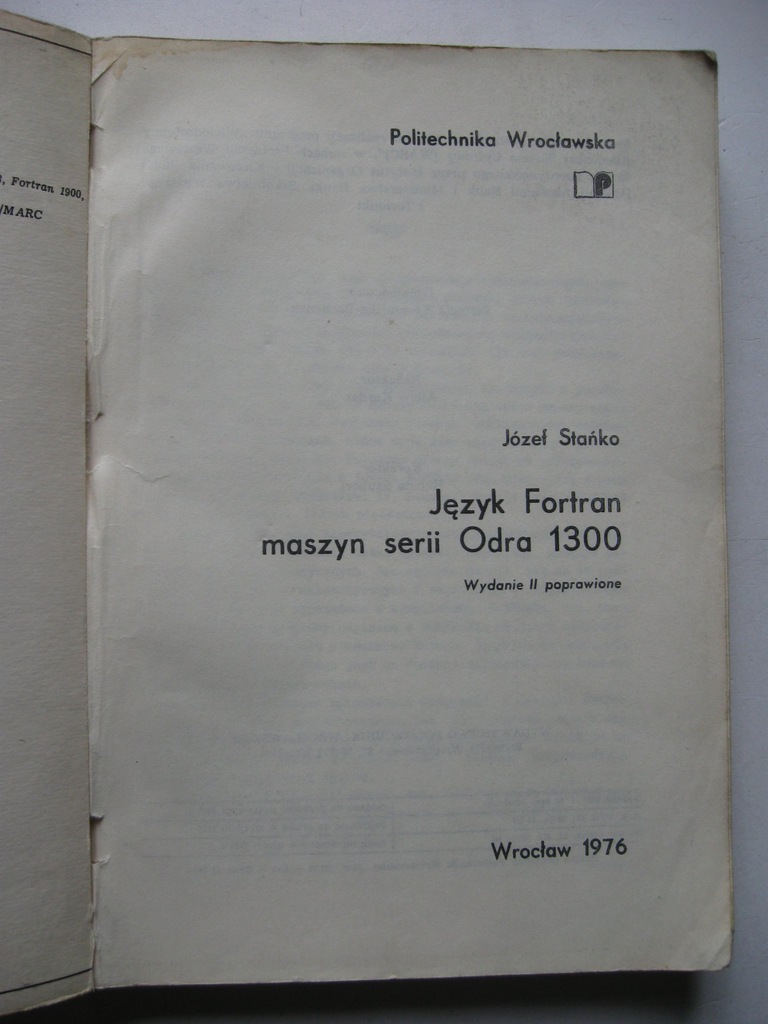 , Fortran 1900,
/MARC
Politechnika Wrocławska
Józef Stańko
Język Fortran
maszyn serii Odra 1300
Wydanie II poprawione
Wrocław 1976